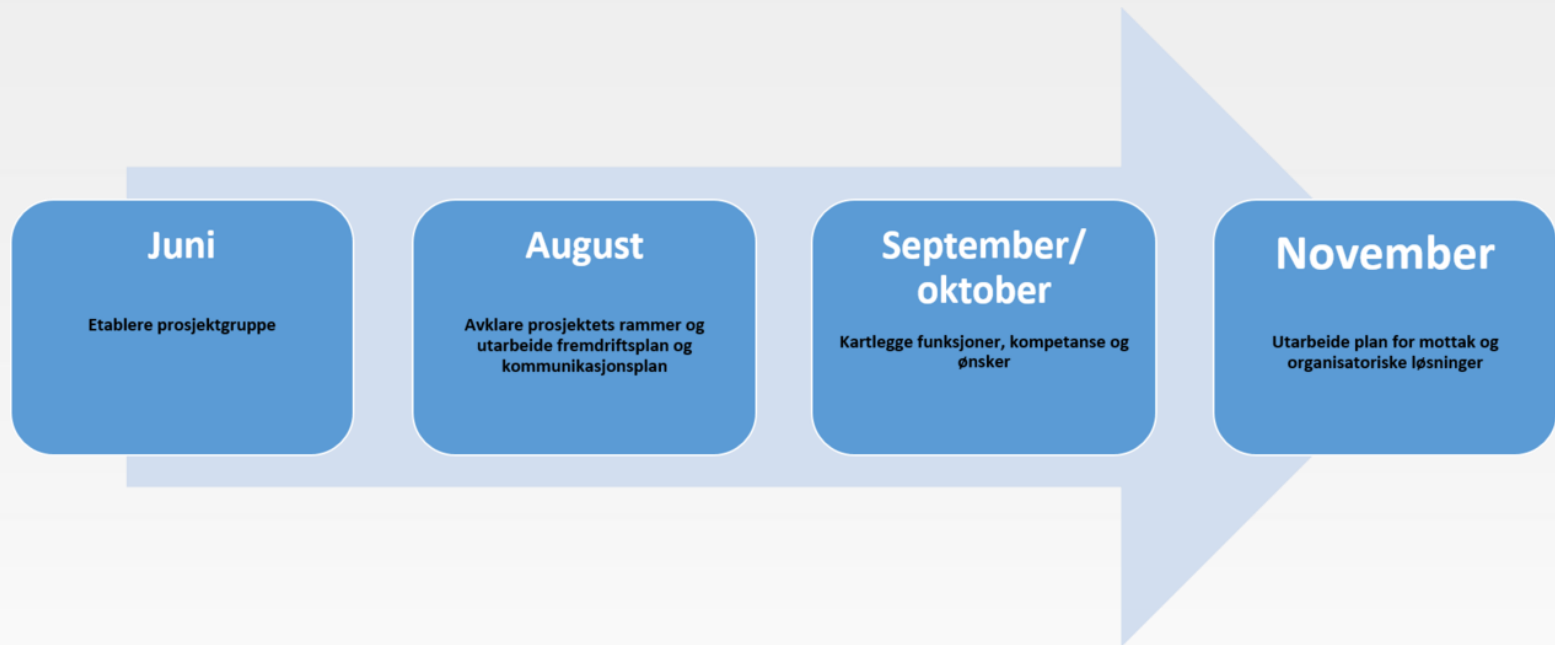 Juni
Etablere prosjektgruppe
August
Avklare prosjektets rammer og
utarbeide fremdriftsplan og
kommunikasjonsplan
September/
oktober
Kartlegge funksjoner, kompetanse og
ønsker
November
Utarbeide plan for mottak og
organisatoriske løsninger